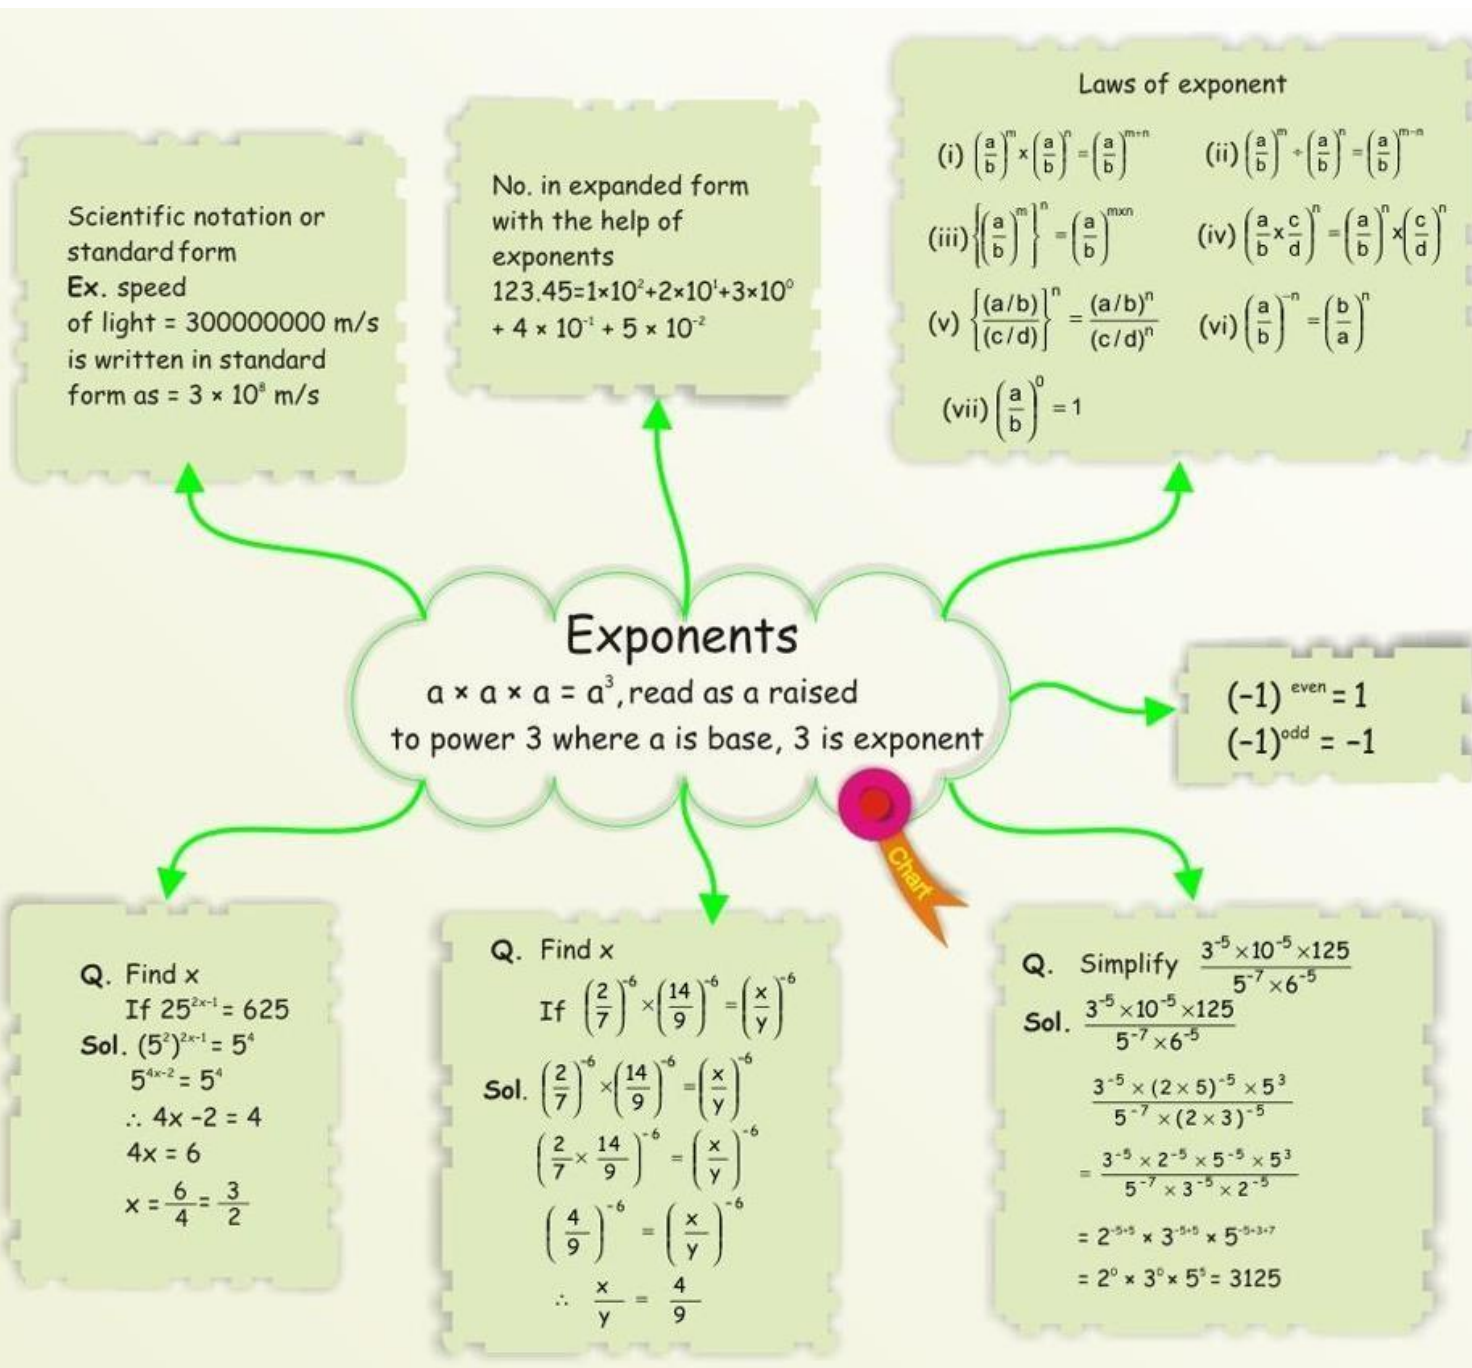 Scientific notation or
standard form
Ex. speed
of light = 300000000 m/s
is written in standard
form as = 3 × 10⁸ m/s
No. in expanded form
with the help of
exponents
123.45=1×10²+2×10¹+3×10⁰
+ 4 × 10⁻¹ + 5 × 10⁻²
Laws of exponent
(i) (a/b)^m × (a/b)^n = (a/b)^(m+n)
(ii) (a/b)^m ÷ (a/b)^n = (a/b)^(m−n)
(iii) {(a/b)^m}^n = (a/b)^(m×n)
(iv) (a/b × c/d)^n = (a/b)^n × (c/d)^n
(v) {(a/b)/(c/d)}^n = (a/b)^n/(c/d)^n
(vi) (a/b)^−n = (b/a)^n
(vii) (a/b)^0 = 1
Exponents
a × a × a = a³, read as a raised
to power 3 where a is base, 3 is exponent
Chart
(−1)^even = 1
(−1)^odd = −1
Q. Find x
If 25^(2x−1) = 625
Sol. (5²)^(2x−1) = 5⁴
5^(4x−2) = 5⁴
∴ 4x −2 = 4
4x = 6
x = 6/4 = 3/2
Q. Find x
If (2/7)^−6 × (14/9)^−6 = (x/y)^−6
Sol. (2/7)^−6 × (14/9)^−6 = (x/y)^−6
(2/7 × 14/9)^−6 = (x/y)^−6
(4/9)^−6 = (x/y)^−6
∴ x/y = 4/9
Q. Simplify (3⁻⁵ × 10⁻⁵ × 125)/(5⁻⁷ × 6⁻⁵)
Sol. (3⁻⁵ × 10⁻⁵ × 125)/(5⁻⁷ × 6⁻⁵)
(3⁻⁵ × (2 × 5)⁻⁵ × 5³)/(5⁻⁷ × (2 × 3)⁻⁵)
= (3⁻⁵ × 2⁻⁵ × 5⁻⁵ × 5³)/(5⁻⁷ × 3⁻⁵ × 2⁻⁵)
= 2⁻⁵⁺⁵ × 3⁻⁵⁺⁵ × 5⁻⁵⁺³⁺⁷
= 2⁰ × 3⁰ × 5⁵ = 3125